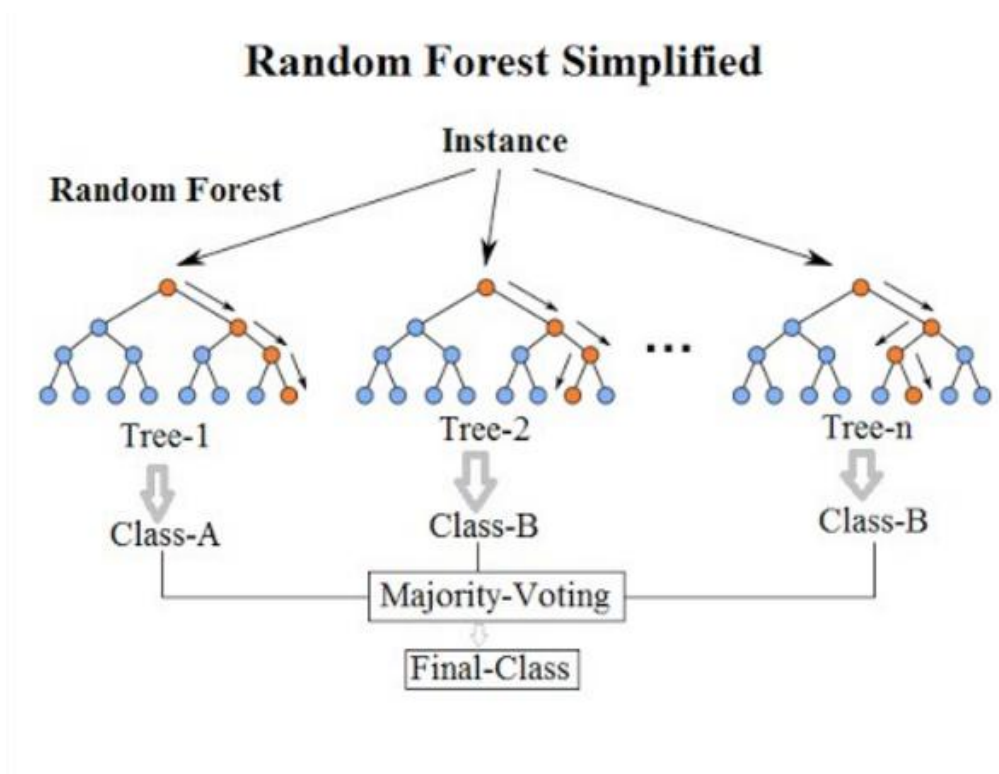 Random Forest Simplified
Instance
Random Forest
...
Tree-1
Tree-2
Tree-n
Class-A
Class-B
Class-B
Majority-Voting
Final-Class